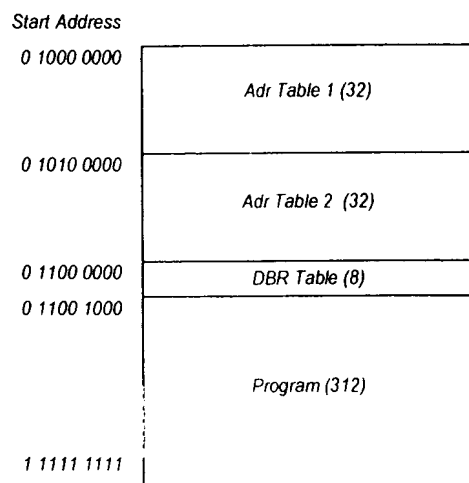 Start Address
0 1000 0000
Adr Table 1 (32)
0 1010 0000
Adr Table 2 (32)
0 1100 0000
DBR Table (8)
0 1100 1000
Program (312)
1 1111 1111